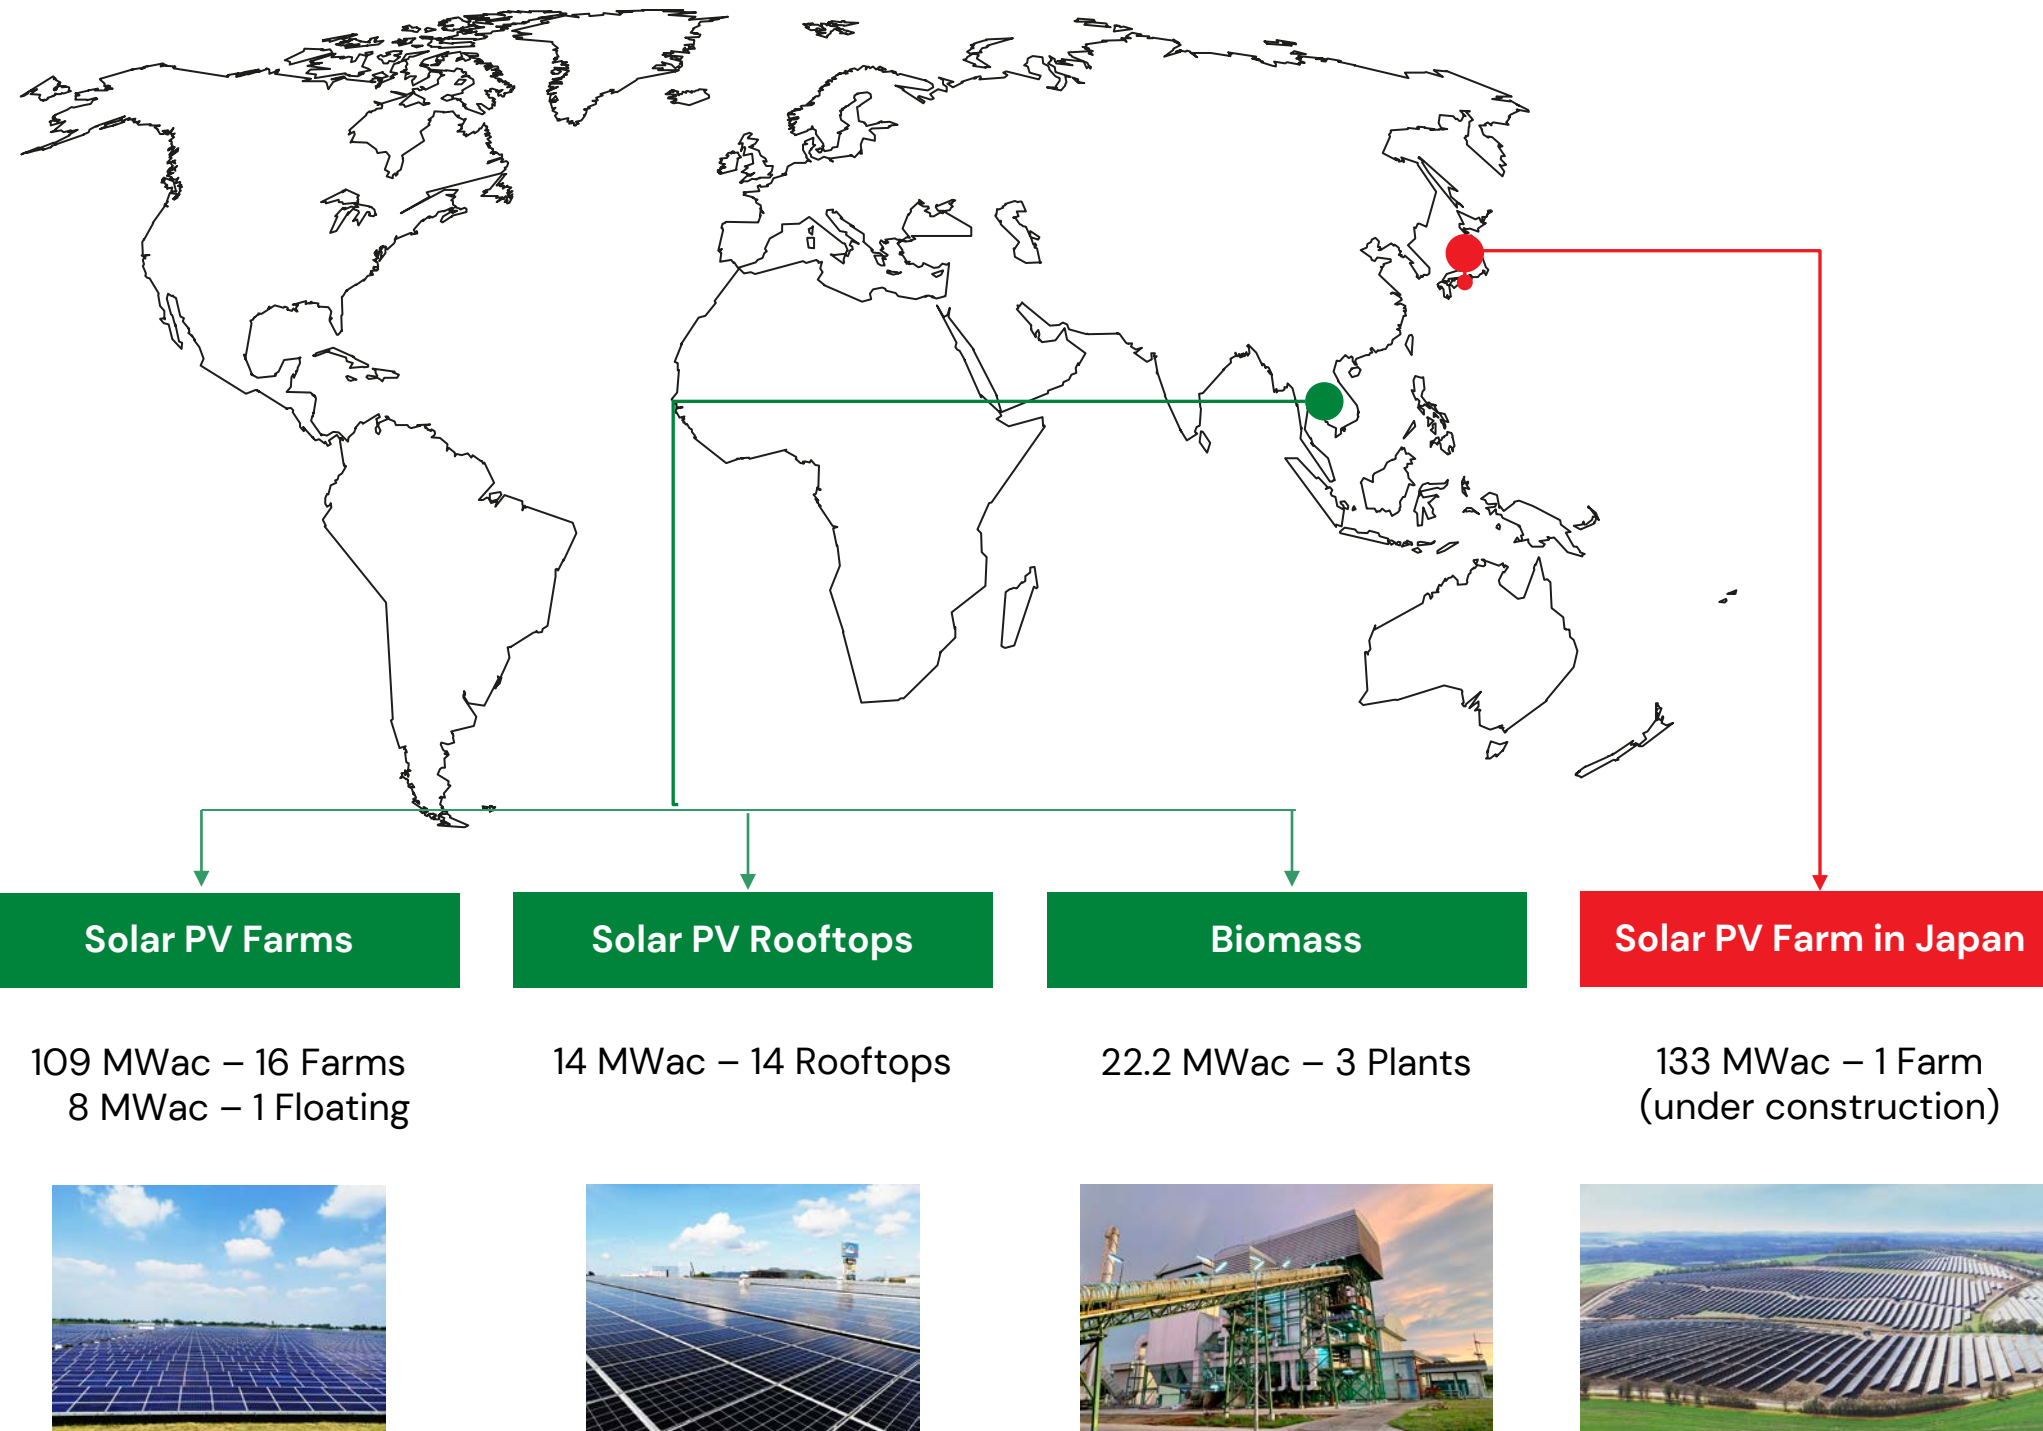 Solar PV Farms
109 MWac – 16 Farms
8 MWac – 1 Floating
Solar PV Rooftops
14 MWac – 14 Rooftops
Biomass
22.2 MWac – 3 Plants
Solar PV Farm in Japan
133 MWac – 1 Farm
(under construction)